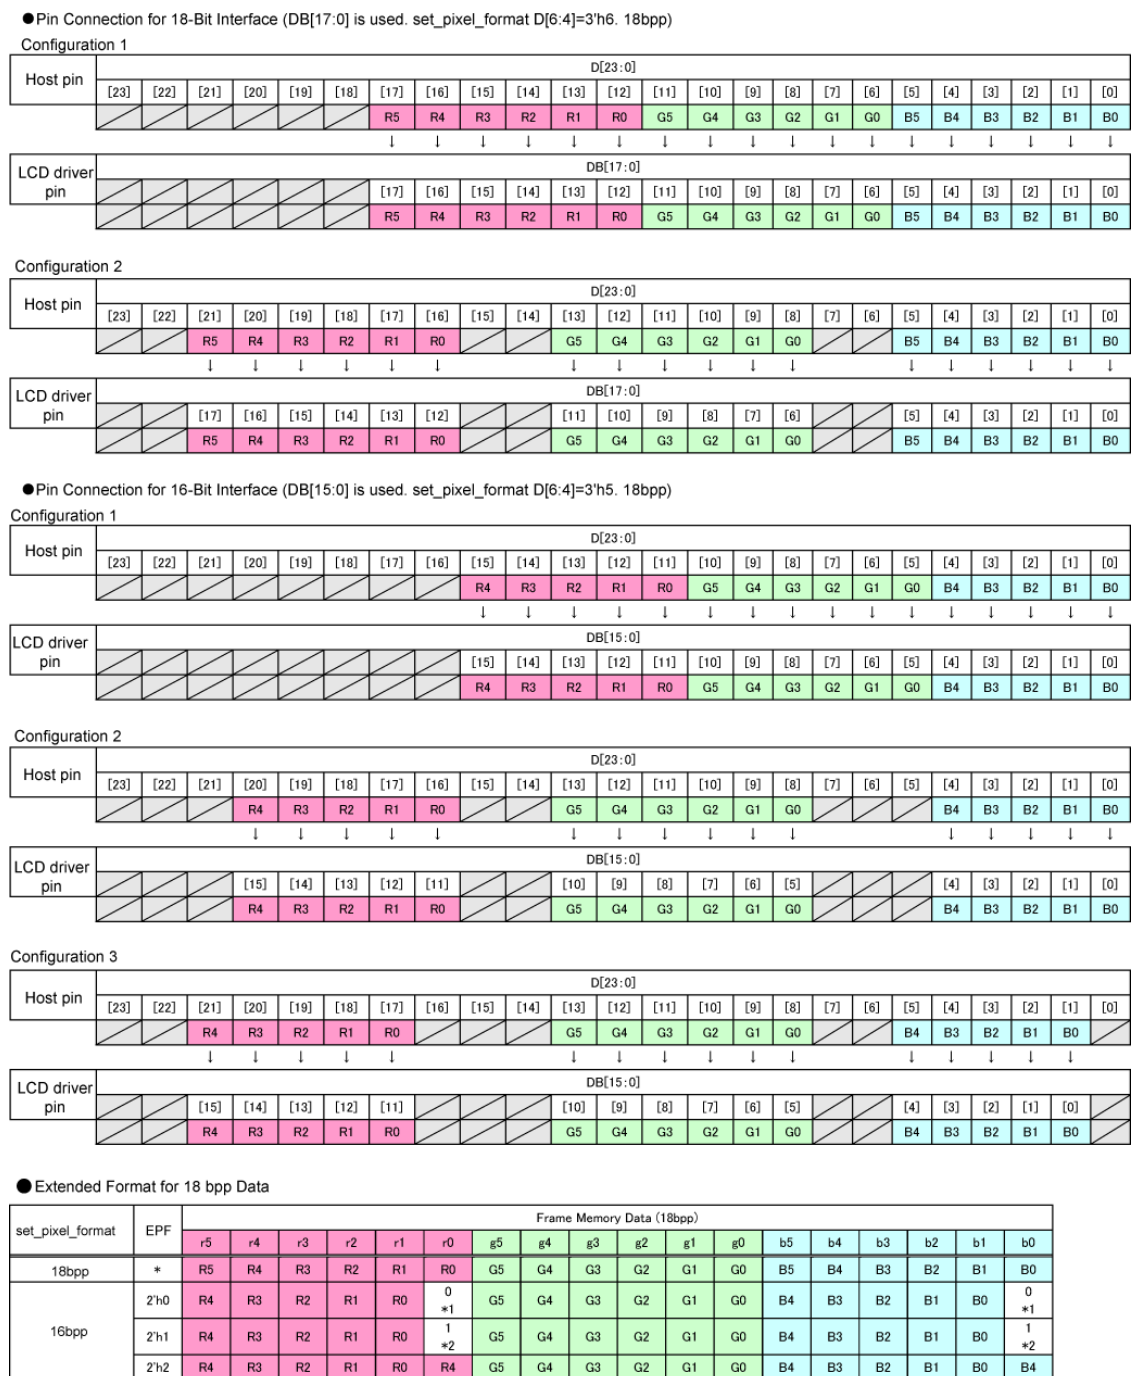 ●Pin Connection for 18-Bit Interface (DB[17:0] is used. set_pixel_format D[6:4]=3'h6. 18bpp)
Configuration 1
Host pin
D[23:0]
[23] [22] [21] [20] [19] [18] [17] [16] [15] [14] [13] [12] [11] [10] [9] [8] [7] [6] [5] [4] [3] [2] [1] [0]
R5 R4 R3 R2 R1 R0 G5 G4 G3 G2 G1 G0 B5 B4 B3 B2 B1 B0
↓ ↓ ↓ ↓ ↓ ↓ ↓ ↓ ↓ ↓ ↓ ↓ ↓ ↓ ↓ ↓ ↓ ↓
LCD driver pin
DB[17:0]
[17] [16] [15] [14] [13] [12] [11] [10] [9] [8] [7] [6] [5] [4] [3] [2] [1] [0]
R5 R4 R3 R2 R1 R0 G5 G4 G3 G2 G1 G0 B5 B4 B3 B2 B1 B0
Configuration 2
Host pin
D[23:0]
[23] [22] [21] [20] [19] [18] [17] [16] [15] [14] [13] [12] [11] [10] [9] [8] [7] [6] [5] [4] [3] [2] [1] [0]
R5 R4 R3 R2 R1 R0 G5 G4 G3 G2 G1 G0 B5 B4 B3 B2 B1 B0
↓ ↓ ↓ ↓ ↓ ↓ ↓ ↓ ↓ ↓ ↓ ↓ ↓ ↓ ↓ ↓ ↓ ↓
LCD driver pin
DB[17:0]
[17] [16] [15] [14] [13] [12] [11] [10] [9] [8] [7] [6] [5] [4] [3] [2] [1] [0]
R5 R4 R3 R2 R1 R0 G5 G4 G3 G2 G1 G0 B5 B4 B3 B2 B1 B0
●Pin Connection for 16-Bit Interface (DB[15:0] is used. set_pixel_format D[6:4]=3'h5. 18bpp)
Configuration 1
Host pin
D[23:0]
[23] [22] [21] [20] [19] [18] [17] [16] [15] [14] [13] [12] [11] [10] [9] [8] [7] [6] [5] [4] [3] [2] [1] [0]
R4 R3 R2 R1 R0 G5 G4 G3 G2 G1 G0 B4 B3 B2 B1 B0
↓ ↓ ↓ ↓ ↓ ↓ ↓ ↓ ↓ ↓ ↓ ↓ ↓ ↓ ↓ ↓
LCD driver pin
DB[15:0]
[15] [14] [13] [12] [11] [10] [9] [8] [7] [6] [5] [4] [3] [2] [1] [0]
R4 R3 R2 R1 R0 G5 G4 G3 G2 G1 G0 B4 B3 B2 B1 B0
Configuration 2
Host pin
D[23:0]
[23] [22] [21] [20] [19] [18] [17] [16] [15] [14] [13] [12] [11] [10] [9] [8] [7] [6] [5] [4] [3] [2] [1] [0]
R4 R3 R2 R1 R0 G5 G4 G3 G2 G1 G0 B4 B3 B2 B1 B0
↓ ↓ ↓ ↓ ↓ ↓ ↓ ↓ ↓ ↓ ↓ ↓ ↓ ↓ ↓ ↓
LCD driver pin
DB[15:0]
[15] [14] [13] [12] [11] [10] [9] [8] [7] [6] [5] [4] [3] [2] [1] [0]
R4 R3 R2 R1 R0 G5 G4 G3 G2 G1 G0 B4 B3 B2 B1 B0
Configuration 3
Host pin
D[23:0]
[23] [22] [21] [20] [19] [18] [17] [16] [15] [14] [13] [12] [11] [10] [9] [8] [7] [6] [5] [4] [3] [2] [1] [0]
R4 R3 R2 R1 R0 G5 G4 G3 G2 G1 G0 B4 B3 B2 B1 B0
↓ ↓ ↓ ↓ ↓ ↓ ↓ ↓ ↓ ↓ ↓ ↓ ↓ ↓ ↓ ↓
LCD driver pin
DB[15:0]
[15] [14] [13] [12] [11] [10] [9] [8] [7] [6] [5] [4] [3] [2] [1] [0]
R4 R3 R2 R1 R0 G5 G4 G3 G2 G1 G0 B4 B3 B2 B1 B0
●Extended Format for 18 bpp Data
set_pixel_format EPF Frame Memory Data (18bpp)
r5 r4 r3 r2 r1 r0 g5 g4 g3 g2 g1 g0 b5 b4 b3 b2 b1 b0
18bpp * R5 R4 R3 R2 R1 R0 G5 G4 G3 G2 G1 G0 B5 B4 B3 B2 B1 B0
16bpp
2'h0 R4 R3 R2 R1 R0 0 *1 G5 G4 G3 G2 G1 G0 B4 B3 B2 B1 B0 0 *1
2'h1 R4 R3 R2 R1 R0 1 *2 G5 G4 G3 G2 G1 G0 B4 B3 B2 B1 B0 1 *2
2'h2 R4 R3 R2 R1 R0 R4 G5 G4 G3 G2 G1 G0 B4 B3 B2 B1 B0 B4